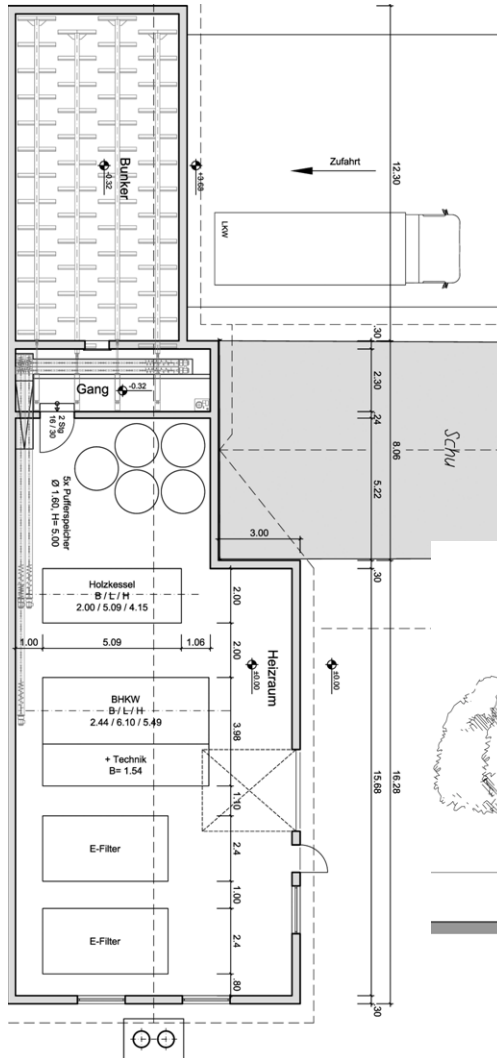 Bunker
-0.32
+3.68
Zufahrt
12.30
LKW
.30
Gang
-0.32
2.30
.24
8.06
5.22
Schu
2 Stg
16 / 30
5x Pufferspeicher
Ø 1.60, H= 5.00
3.00
.30
Holzkessel
B / L / H
2.00 / 5.09 / 4.15
2.00
1.00
5.09
1.06
2.00
Heizraum
±0.00
±0.00
BHKW
B / L / H
2.44 / 6.10 / 5.49
3.98
+ Technik
B= 1.54
15.68
16.28
1.10
E-Filter
2.4
1.00
E-Filter
2.4
.80
.30